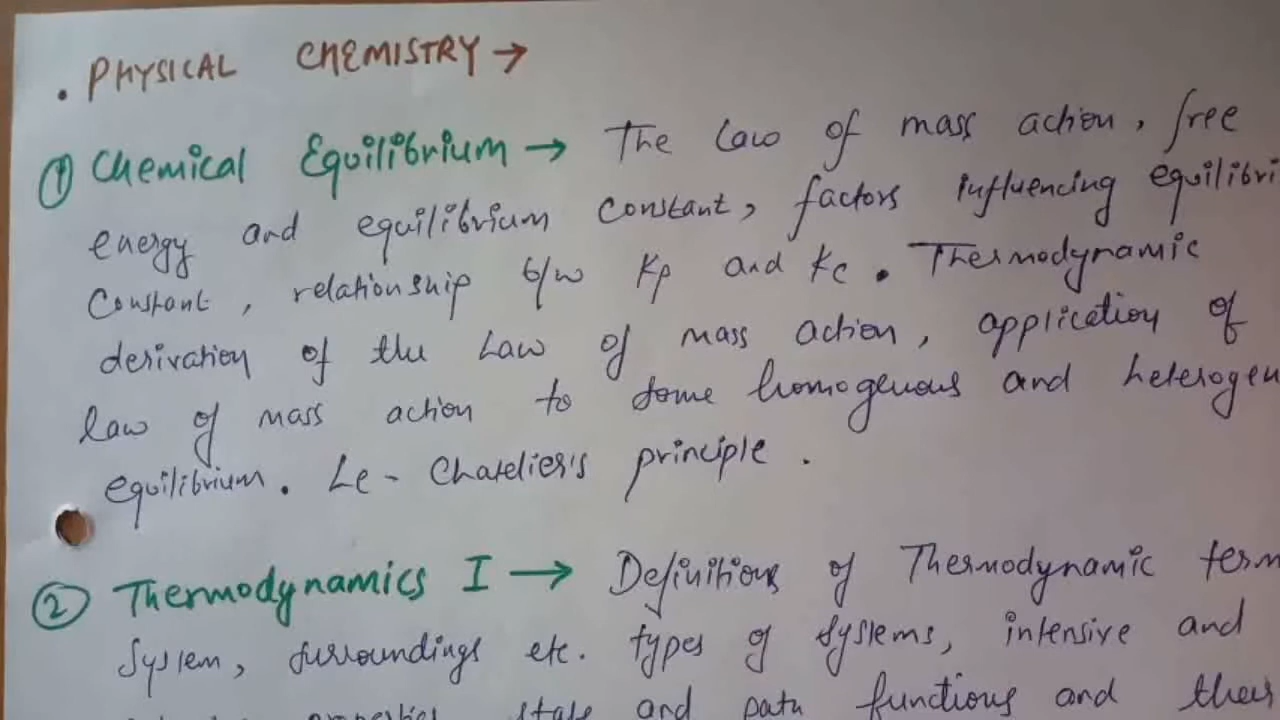 . PHYSICAL CHEMISTRY →
① Chemical Equilibrium → The Law of mass action, free
energy and equilibrium constant, factors influencing equilibri
Constant, relationship b/w Kp and Kc. Thermodynamic
derivation of the Law of mass action, application of
law of mass action to some homogenous and heterogen
equilibrium. Le-Chatelier's principle.
② Thermodynamics I → Definitions of Thermodynamic term
System, surroundings etc. types of systems, intensive and
properties state and path functions and their